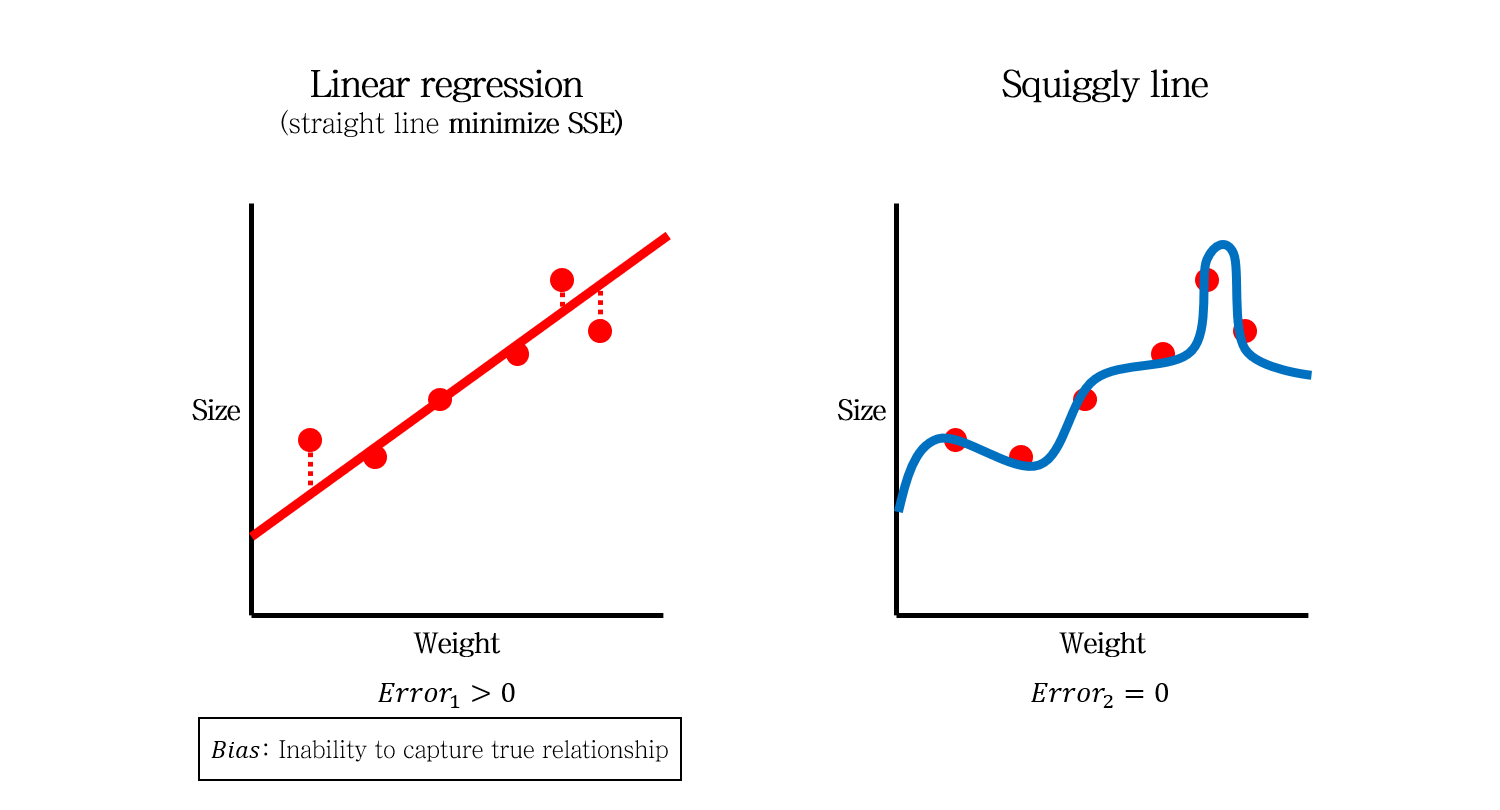 Linear regression
(straight line minimize SSE)
Size
Weight
Error₁ > 0
Bias: Inability to capture true relationship
Squiggly line
Size
Weight
Error₂ = 0